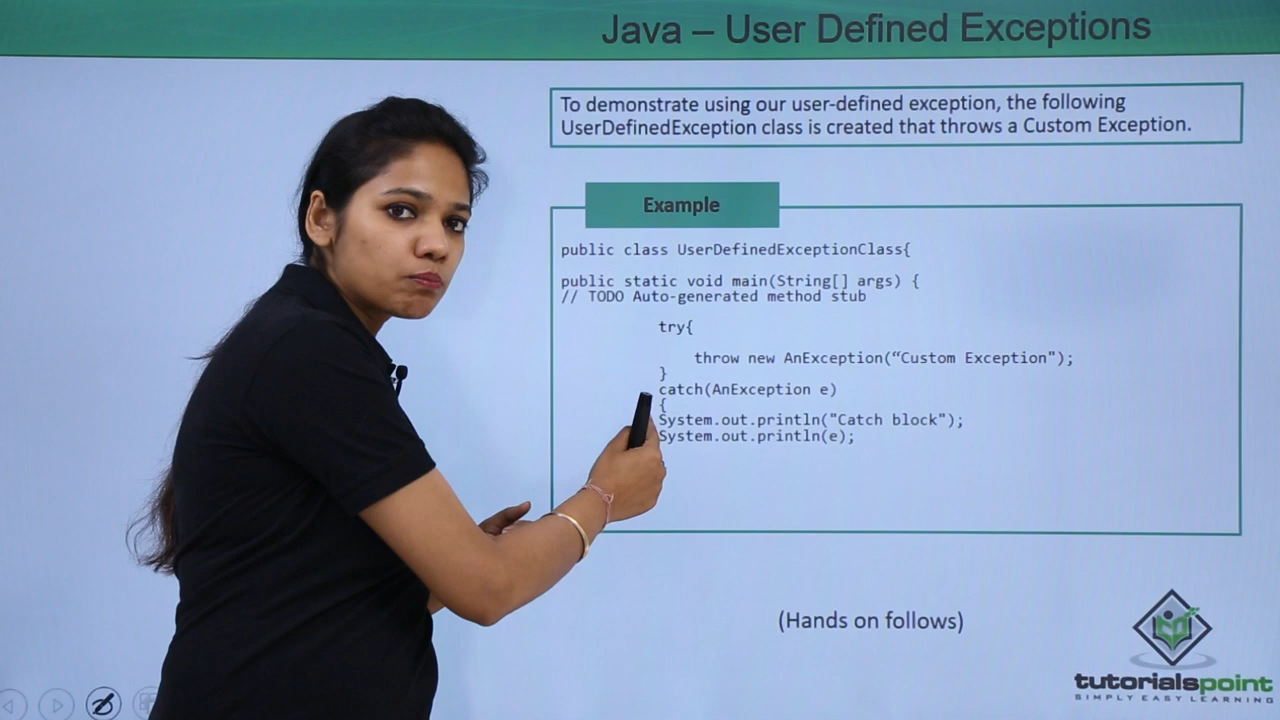 Java – User Defined Exceptions
To demonstrate using our user-defined exception, the following
UserDefinedException class is created that throws a Custom Exception.
Example
public class UserDefinedExceptionClass{
public static void main(String[] args) {
// TODO Auto-generated method stub
try{
throw new AnException(“Custom Exception");
}
catch(AnException e)
{
System.out.println("Catch block");
System.out.println(e);
(Hands on follows)
tutorialspoint
SIMPLY EASY LEARNING